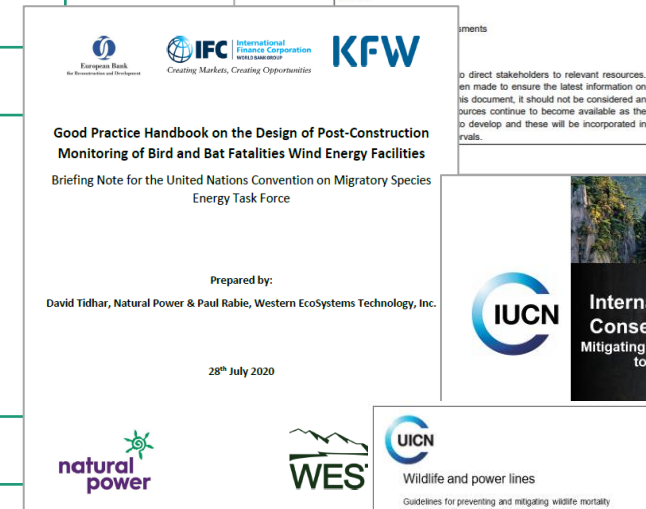 European Bank
for Reconstruction and Development
IFC
International
Finance Corporation
WORLD BANK GROUP
Creating Markets, Creating Opportunities
KFW
Good Practice Handbook on the Design of Post-Construction
Monitoring of Bird and Bat Fatalities Wind Energy Facilities
Briefing Note for the United Nations Convention on Migratory Species
Energy Task Force
Prepared by:
David Tidhar, Natural Power & Paul Rabie, Western EcoSystems Technology, Inc.
28th July 2020
natural
power
WES
direct stakeholders to relevant resources.
made to ensure the latest information on
document, it should not be considered an
continue to become available as the
develop and these will be incorporated in
IUCN
Intern
Conse
Mitigating
to
UICN
Wildlife and power lines
Guidelines for preventing and mitigating wildlife mortality